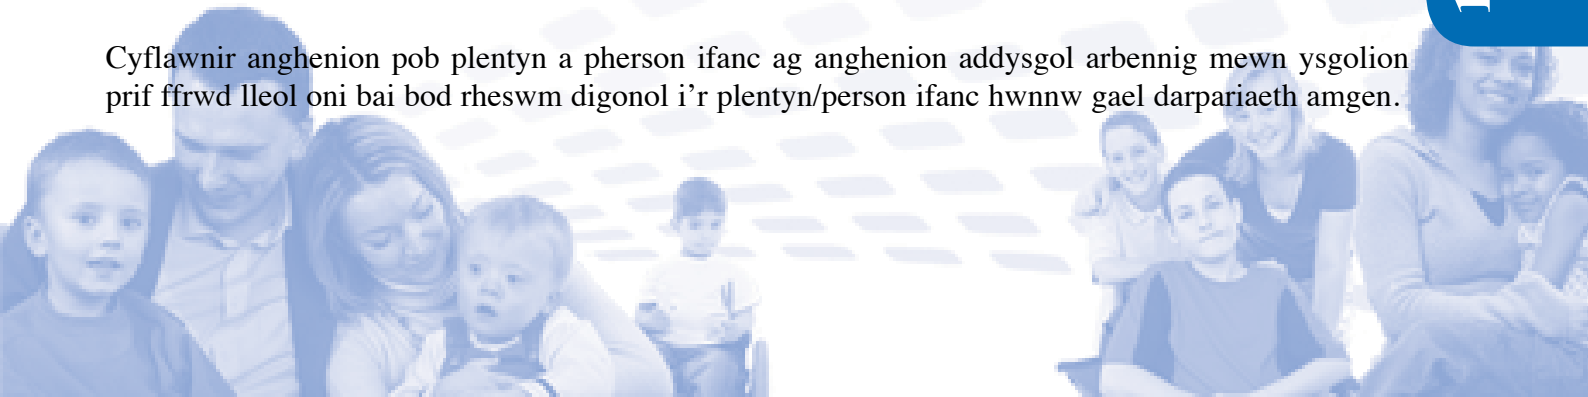 Cyflawnir anghenion pob plentyn a pherson ifanc ag anghenion addysgol arbennig mewn ysgolion
prif ffrwd lleol oni bai bod rheswm digonol i’r plentyn/person ifanc hwnnw gael darpariaeth amgen.